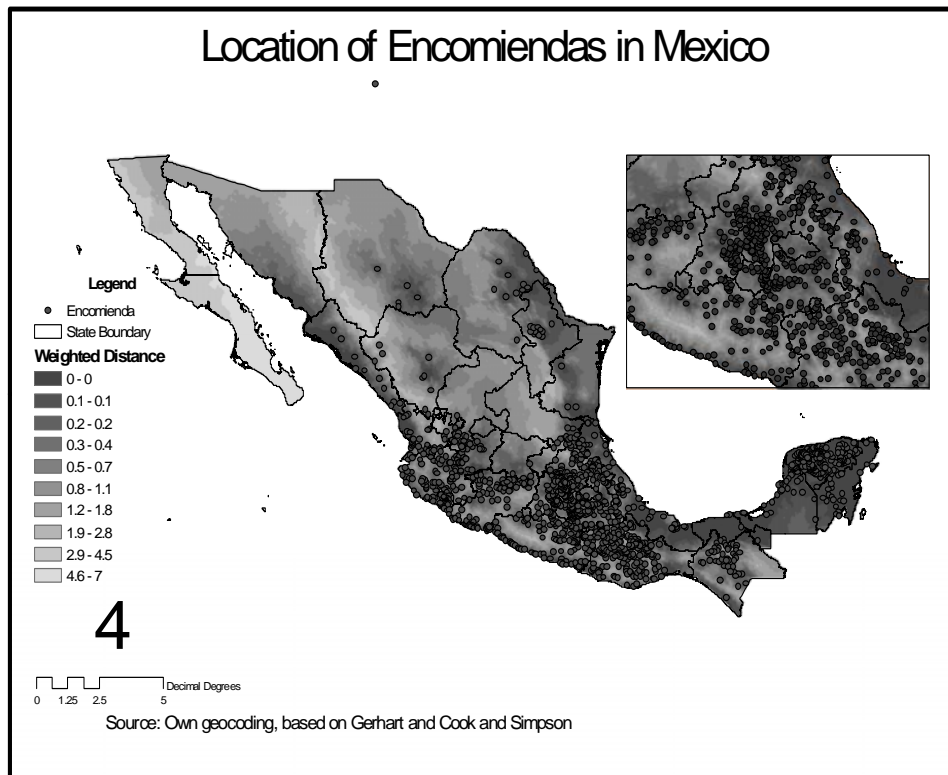 Location of Encomiendas in Mexico
Legend
Encomienda
State Boundary
Weighted Distance
0 - 0
0.1 - 0.1
0.2 - 0.2
0.3 - 0.4
0.5 - 0.7
0.8 - 1.1
1.2 - 1.8
1.9 - 2.8
2.9 - 4.5
4.6 - 7
4
Decimal Degrees
0 1.25 2.5 5
Source: Own geocoding, based on Gerhart and Cook and Simpson